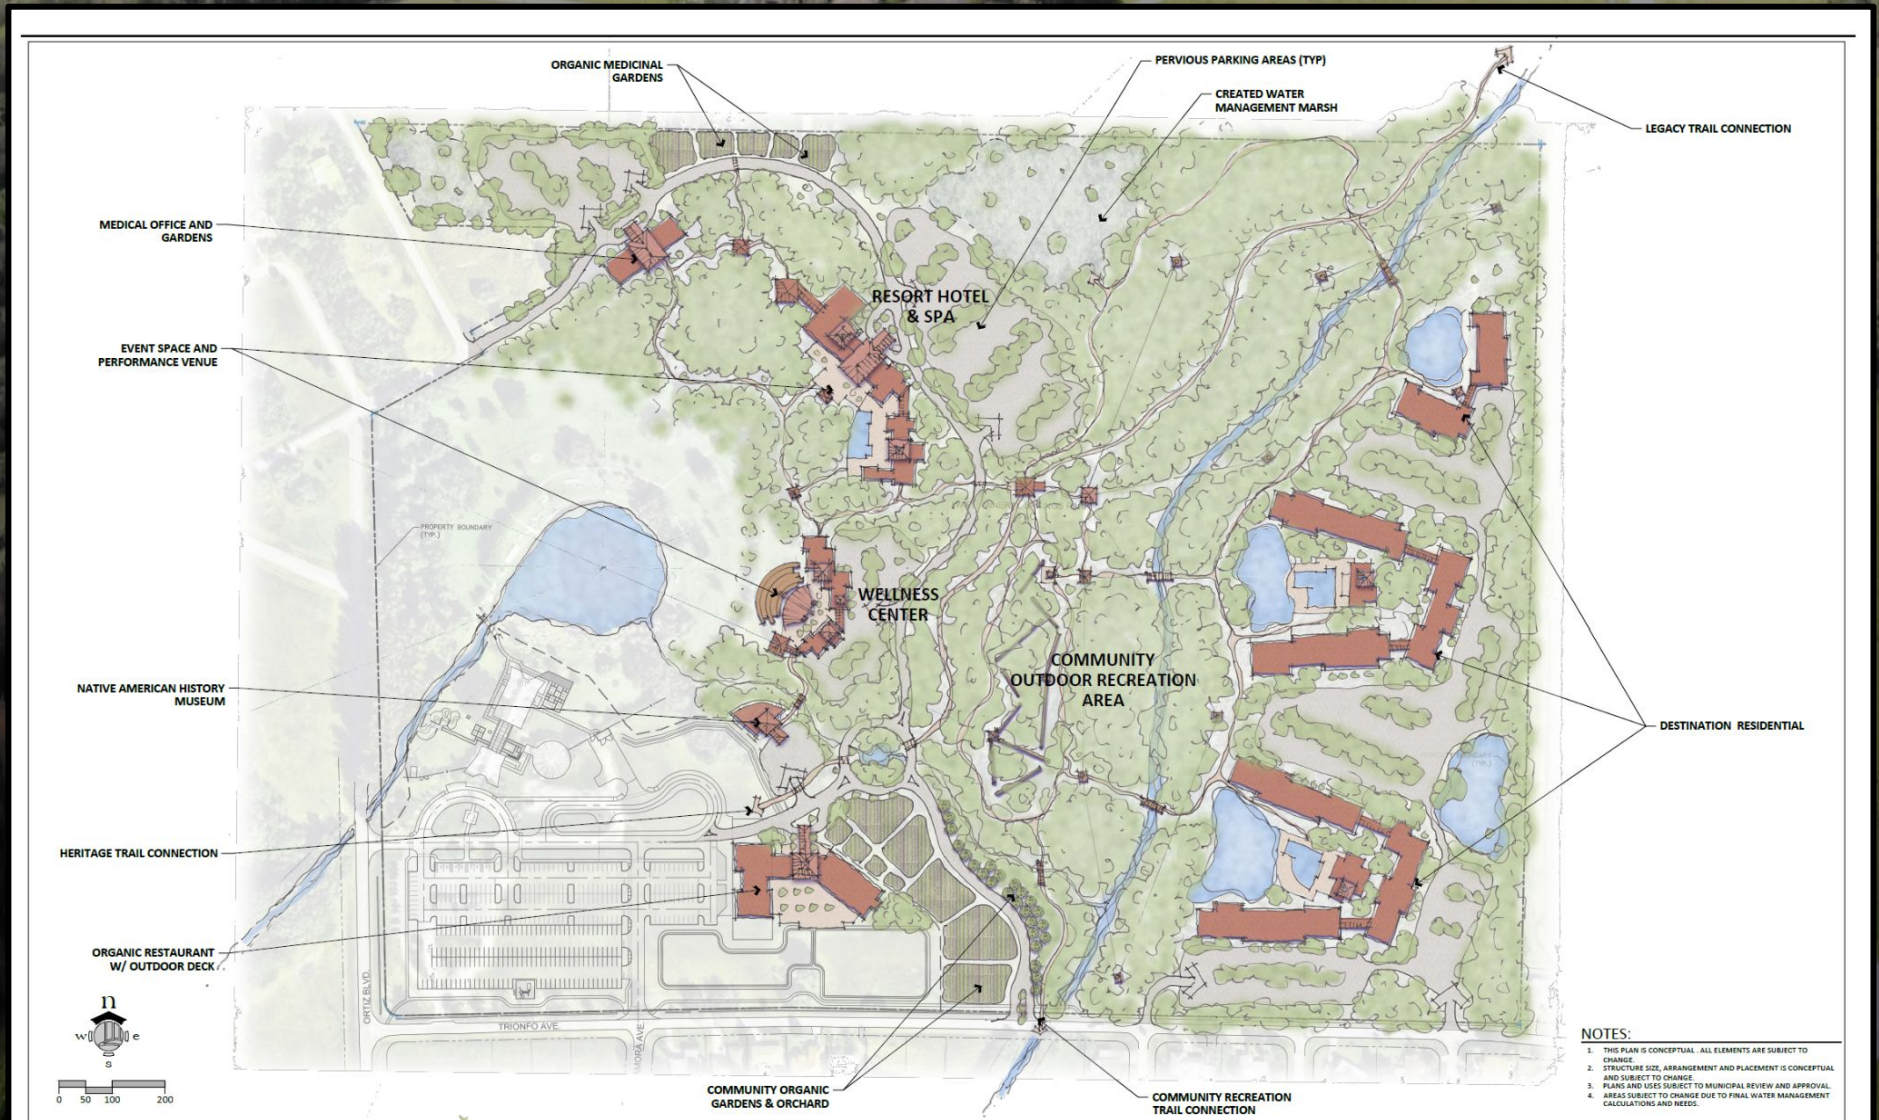 ORGANIC MEDICINAL
GARDENS
PERVIOUS PARKING AREAS (TYP)
CREATED WATER
MANAGEMENT MARSH
LEGACY TRAIL CONNECTION
MEDICAL OFFICE AND
GARDENS
RESORT HOTEL
& SPA
EVENT SPACE AND
PERFORMANCE VENUE
PROPERTY BOUNDARY
(TYP.)
WELLNESS
CENTER
COMMUNITY
OUTDOOR RECREATION
AREA
NATIVE AMERICAN HISTORY
MUSEUM
DESTINATION RESIDENTIAL
HERITAGE TRAIL CONNECTION
ORGANIC RESTAURANT
W/ OUTDOOR DECK
ORTIZ BLVD
TRIONFO AVE.
n
w
e
s
0 50 100 200
COMMUNITY ORGANIC
GARDENS & ORCHARD
COMMUNITY RECREATION
TRAIL CONNECTION
NOTES:
1. THIS PLAN IS CONCEPTUAL . ALL ELEMENTS ARE SUBJECT TO
CHANGE.
2. STRUCTURE SIZE, ARRANGEMENT AND PLACEMENT IS CONCEPTUAL
AND SUBJECT TO CHANGE.
3. PLANS AND USES SUBJECT TO MUNICIPAL REVIEW AND APPROVAL.
4. AREAS SUBJECT TO CHANGE DUE TO FINAL WATER MANAGEMENT
CALCULATIONS AND NEEDS.